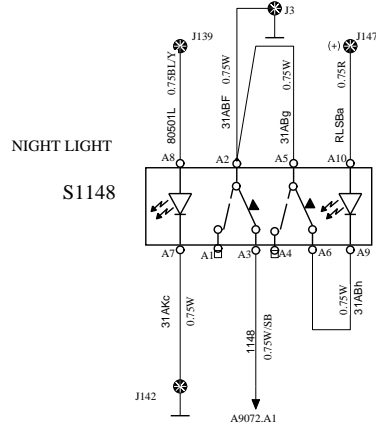 J3
J139
J147
(+)
80501L
0.75BL/Y
31ABF
0.75W
31ABg
0.75W
RLSBa
0.75R
NIGHT LIGHT
S1148
A8
A2
A5
A10
A7
A1
A3
A4
A6
A9
31AKc
0.75W
1148
0.75W/SB
0.75W
31ABh
J142
A9072.A1